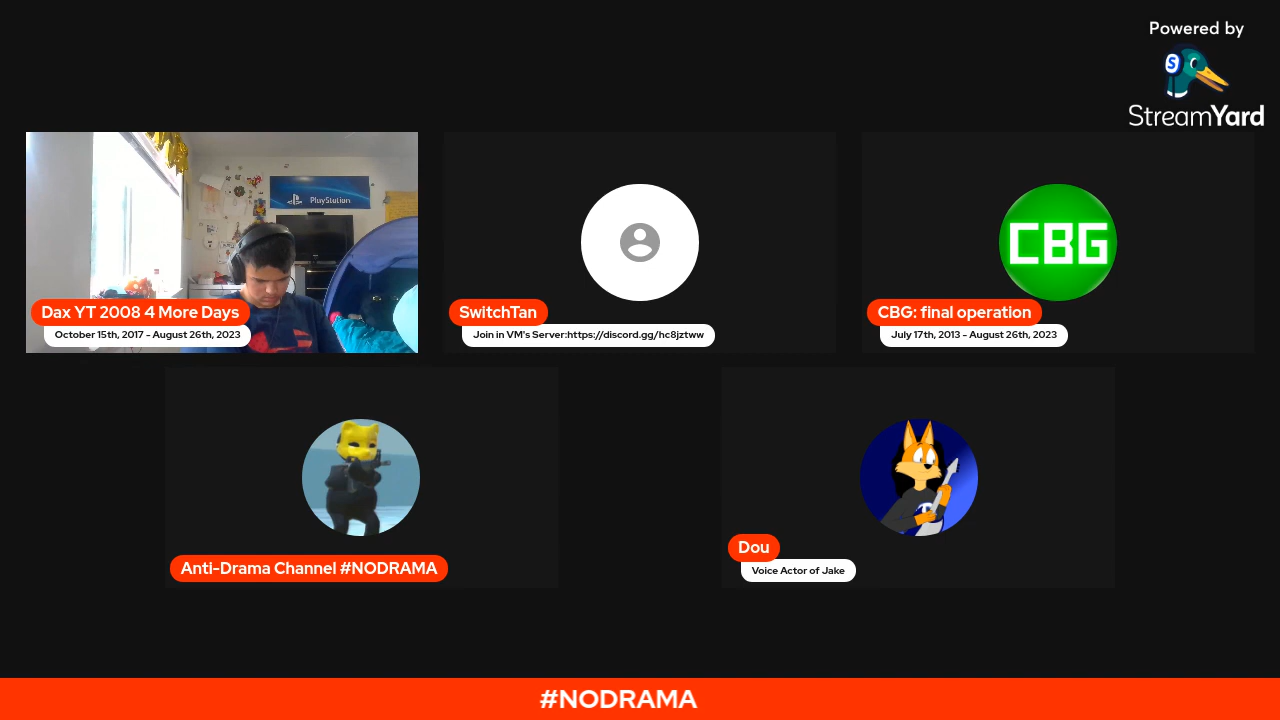 Powered by
S
StreamYard
PlayStation
Dax YT 2008 4 More Days
October 15th, 2017 - August 26th, 2023
SwitchTan
Join in VM's Server:https://discord.gg/hc8jztww
CBG
CBG: final operation
July 17th, 2013 - August 26th, 2023
Anti-Drama Channel #NODRAMA
Dou
Voice Actor of Jake
#NODRAMA